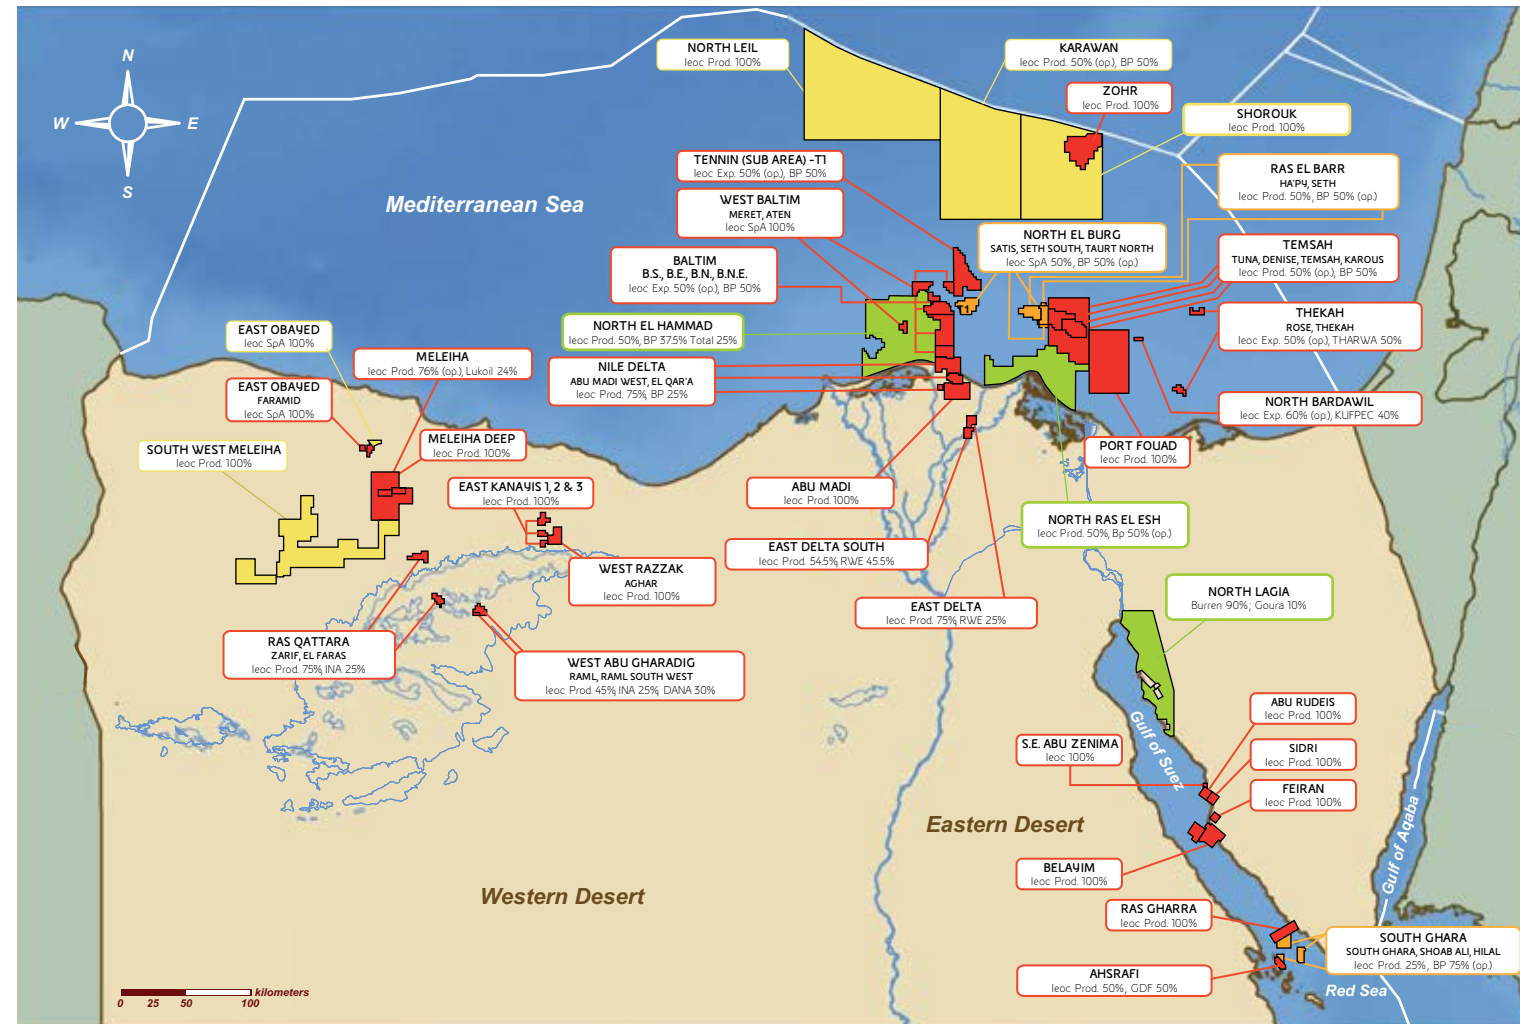 N
W
E
S
Mediterranean Sea
NORTH LEIL
Ieoc Prod. 100%
KARAWAN
Ieoc Prod. 50% (op.), BP 50%
ZOHR
Ieoc Prod. 100%
SHOROUK
Ieoc Prod. 100%
TENNIN (SUB AREA) -T1
Ieoc Exp. 50% (op.), BP 50%
RAS EL BARR
HA'PY, SETH
Ieoc Prod. 50%, BP 50% (op.)
WEST BALTIM
MERET, ATEN
Ieoc SpA 100%
NORTH EL BURG
SATIS, SETH SOUTH, TAURT NORTH
Ieoc SpA 50%, BP 50% (op.)
TEMSAH
TUNA, DENISE, TEMSAH, KAROUS
Ieoc Prod. 50% (op.), BP 50%
BALTIM
B.S., B.E., B.N., B.N.E.
Ieoc Exp. 50% (op.), BP 50%
THEKAH
ROSE, THEKAH
Ieoc Exp. 50% (op.), THARWA 50%
NORTH EL HAMMAD
Ieoc Prod. 50%, BP 37.5% Total 25%
EAST OBAYED
Ieoc SpA 100%
MELEIHA
Ieoc Prod. 76% (op.), Lukoil 24%
NILE DELTA
ABU MADI WEST, EL QAR'A
Ieoc Prod. 75%, BP 25%
EAST OBAYED
FARAMID
Ieoc SpA 100%
NORTH BARDAWIL
Ieoc Exp. 60% (op.), KUFPEC 40%
SOUTH WEST MELEIHA
Ieoc Prod. 100%
MELEIHA DEEP
Ieoc Prod. 100%
PORT FOUAD
Ieoc Prod. 100%
EAST KANAYIS 1, 2 & 3
Ieoc Prod. 100%
ABU MADI
Ieoc Prod. 100%
NORTH RAS EL ESH
Ieoc Prod. 50%, Bp 50% (op.)
EAST DELTA SOUTH
Ieoc Prod. 54.5%, RWE 45.5%
WEST RAZZAK
AGHAR
Ieoc Prod. 100%
NORTH LAGIA
Burren 90%; Goura 10%
EAST DELTA
Ieoc Prod. 75%, RWE 25%
RAS QATTARA
ZARIF, EL FARAS
Ieoc Prod. 75%, INA 25%
WEST ABU GHARADIG
RAML, RAML SOUTH WEST
Ieoc Prod. 45%, INA 25%, DANA 30%
ABU RUDEIS
Ieoc Prod. 100%
Gulf of Suez
S.E. ABU ZENIMA
Ieoc 100%
SIDRI
Ieoc Prod. 100%
FEIRAN
Ieoc Prod. 100%
Eastern Desert
Gulf of Aqaba
BELAYIM
Ieoc Prod. 100%
Western Desert
RAS GHARRA
Ieoc Prod. 100%
SOUTH GHARA
SOUTH GHARA, SHOAB ALI, HILAL
Ieoc Prod. 25%, BP 75% (op.)
AHSRAFI
Ieoc Prod. 50%, GDF 50%
Red Sea
kilometers
0 25 50 100